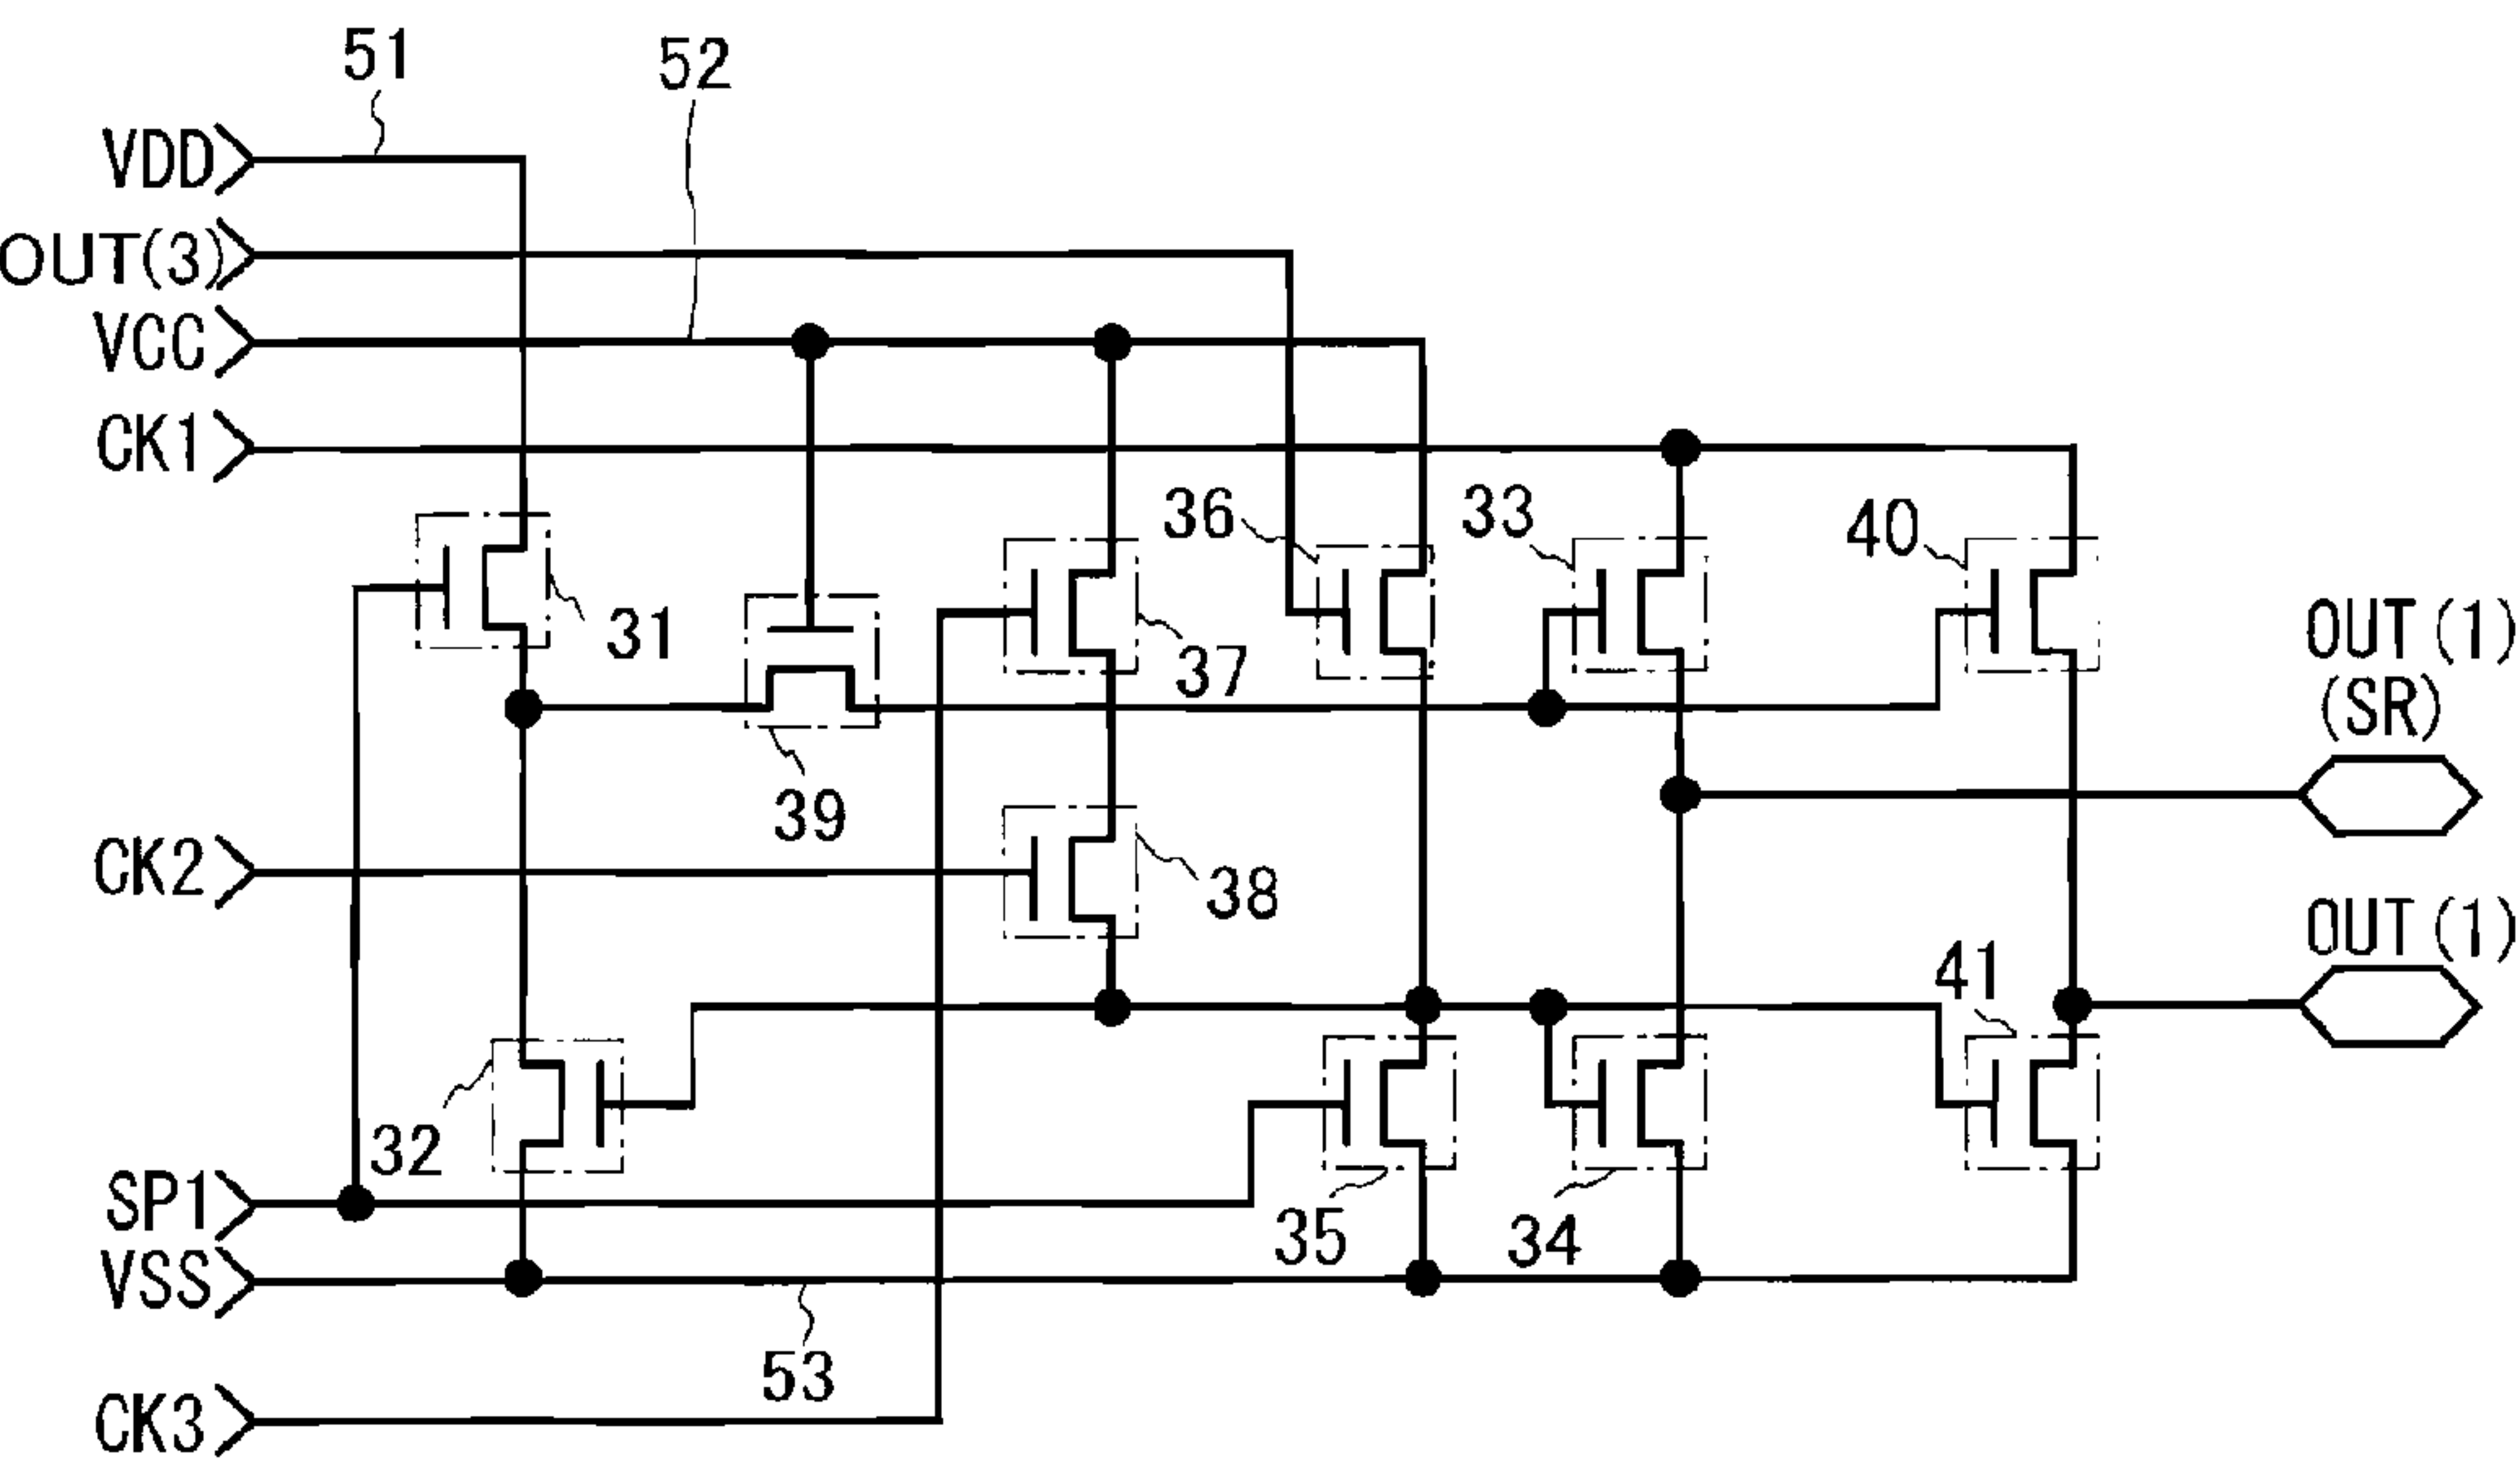 51
52
VDD
OUT(3)
VCC
CK1
36
33
40
31
37
OUT(1)
(SR)
39
CK2
38
OUT(1)
41
32
SP1
35
34
VSS
53
CK3